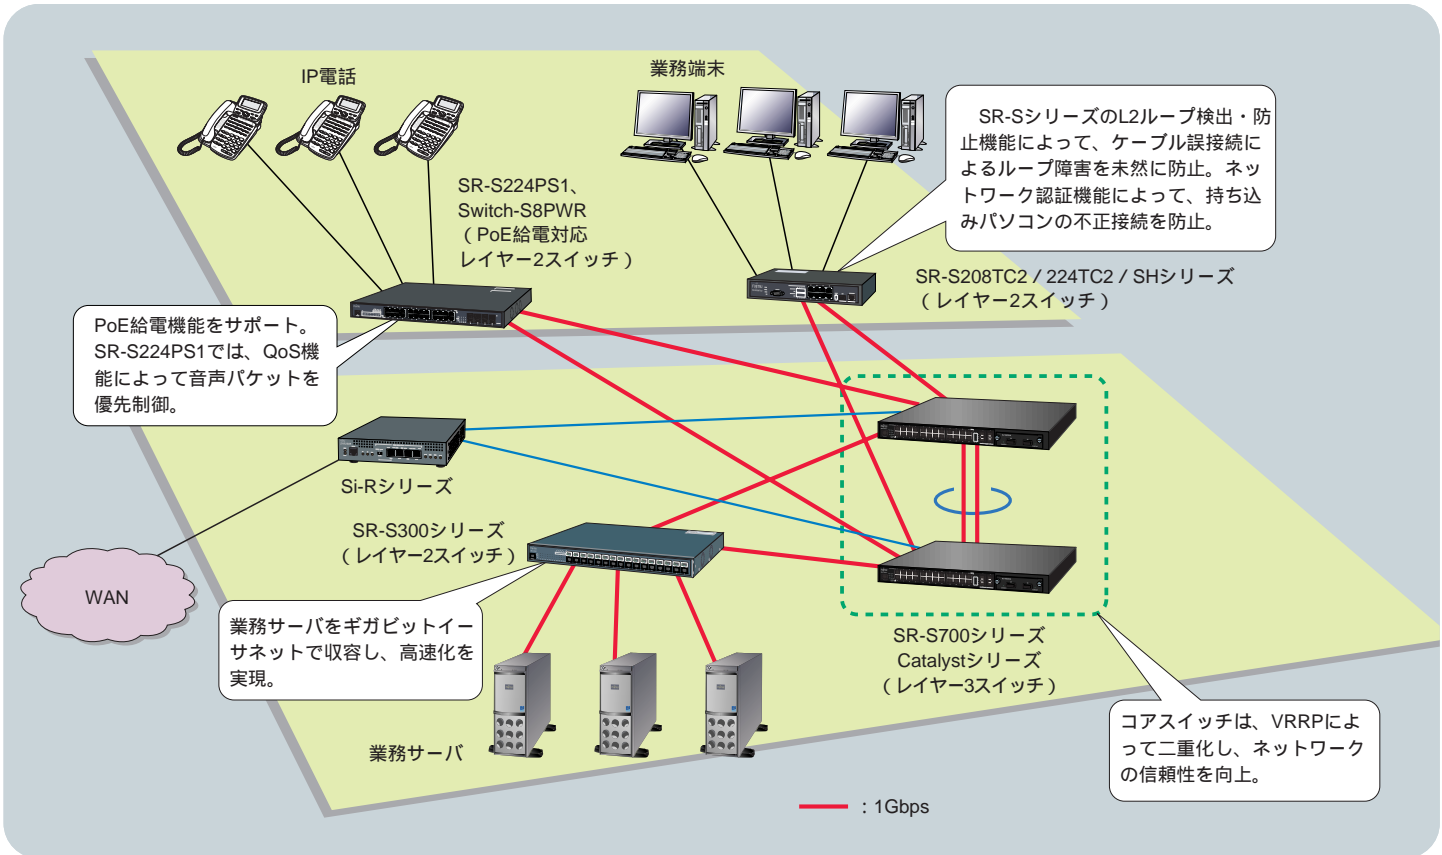 IP電話
業務端末
SR-SシリーズのL2ループ検出・防
止機能によって、ケーブル誤接続に
よるループ障害を未然に防止。ネッ
トワーク認証機能によって、持ち込
みパソコンの不正接続を防止。
SR-S224PS1、
Switch-S8PWR
（PoE給電対応
レイヤー2スイッチ）
SR-S208TC2 / 224TC2 / SHシリーズ
（レイヤー2スイッチ）
PoE給電機能をサポート。
SR-S224PS1では、QoS機
能によって音声パケットを
優先制御。
Si-Rシリーズ
SR-S300シリーズ
（レイヤー2スイッチ）
WAN
業務サーバをギガビットイー
サネットで収容し、高速化を
実現。
SR-S700シリーズ
Catalystシリーズ
（レイヤー3スイッチ）
業務サーバ
コアスイッチは、VRRPによ
って二重化し、ネットワーク
の信頼性を向上。
：1Gbps